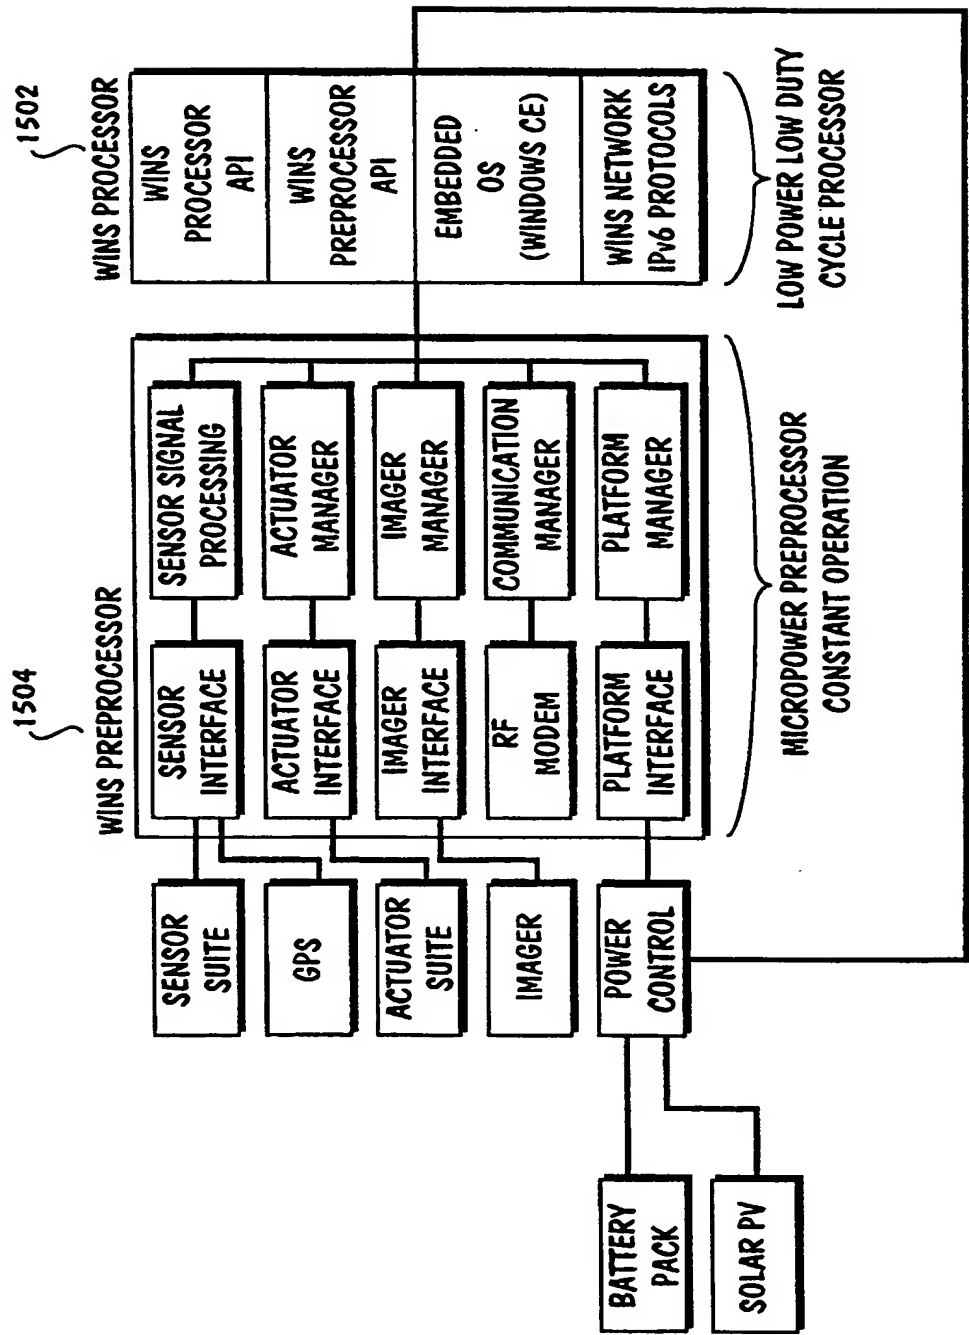 1504
WINS PREPROCESSOR
1502
WINS PROCESSOR
SENSOR
SUITE
GPS
ACTUATOR
SUITE
IMAGER
POWER
CONTROL
BATTERY
PACK
SOLAR PV
SENSOR
INTERFACE
ACTUATOR
INTERFACE
IMAGER
INTERFACE
RF
MODEM
PLATFORM
INTERFACE
SENSOR SIGNAL
PROCESSING
ACTUATOR
MANAGER
IMAGER
MANAGER
COMMUNICATION
MANAGER
PLATFORM
MANAGER
WINS
PROCESSOR
API
WINS
PREPROCESSOR
API
EMBEDDED
OS
(WINDOWS CE)
WINS NETWORK
IPv6 PROTOCOLS
MICROPOWER PREPROCESSOR
CONSTANT OPERATION
LOW POWER LOW DUTY
CYCLE PROCESSOR